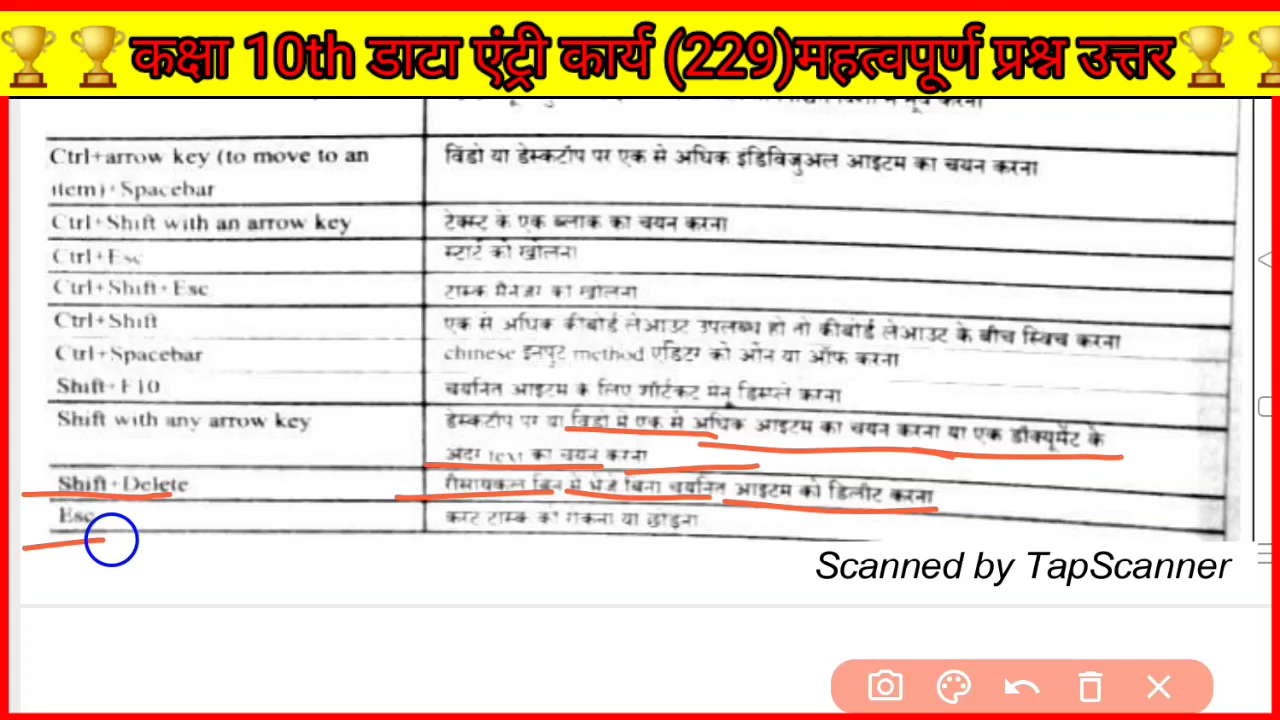 कक्षा 10th डाटा एंट्री कार्य (229)महत्वपूर्ण प्रश्न उत्तर
करना
Ctrl+arrow key (to move to an विंडो या डेस्कटॉप पर एक से अधिक इंडिविजुअल आइटम का चयन करना
item)+Spacebar
Ctrl+Shift with an arrow key टेक्स्ट के एक ब्लाक का चयन करना
Ctrl+Esc स्टार्ट को खोलना
Ctrl+Shift+Esc टास्क मैनेजर को खोलना
Ctrl+Shift एक से अधिक कीबोर्ड लेआउट उपलब्ध हो तो कीबोर्ड लेआउट के बीच स्विच करना
Ctrl+Spacebar chinese इनपुट method एडिटर को ऑन या ऑफ करना
Shift+F10 चयनित आइटम के लिए शॉर्टकट मेनू डिस्प्ले करना
Shift with any arrow key डेस्कटॉप पर या विंडो में एक से अधिक आइटम का चयन करना या एक डॉक्यूमेंट के
अंदर text का चयन करना
Shift+Delete रीसायकल बिन में भेजे बिना चयनित आइटम को डिलीट करना
Esc करंट टास्क को रोकना या छोड़ना
Scanned by TapScanner